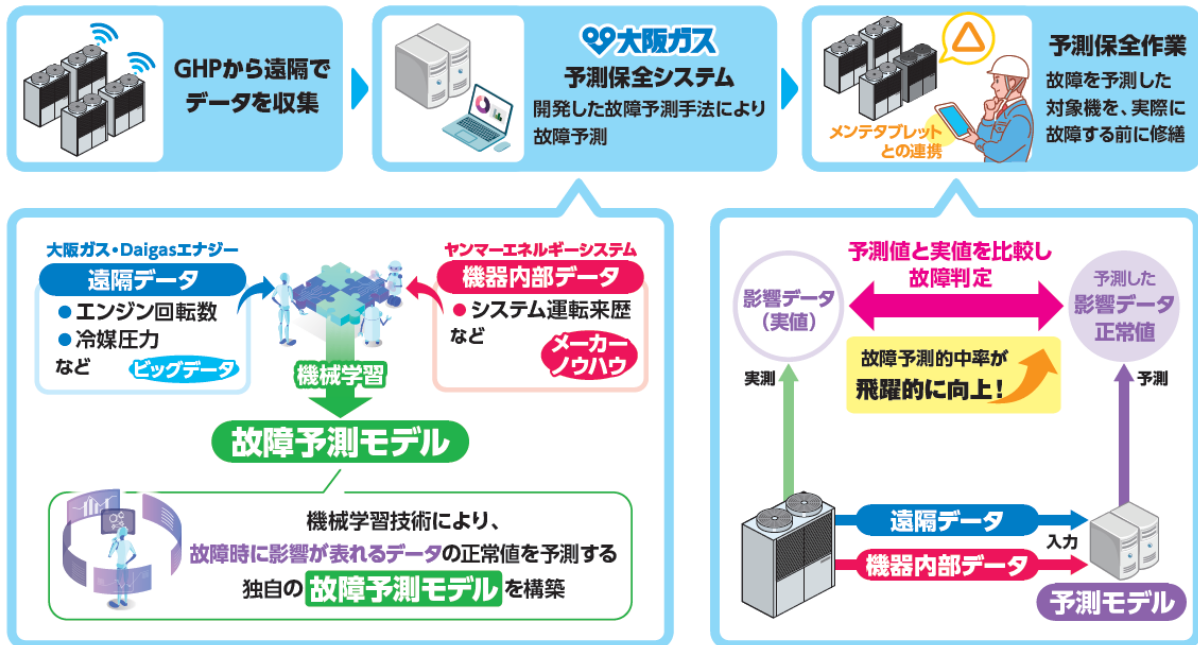 GHPから遠隔で
データを収集
大阪ガス
予測保全システム
開発した故障予測手法により
故障予測
メンテタブレット
との連携
予測保全作業
故障を予測した
対象機を、実際に
故障する前に修繕
大阪ガス・Daigasエナジー
遠隔データ
●エンジン回転数
●冷媒圧力
など
ビッグデータ
ヤンマーエネルギーシステム
機器内部データ
●システム運転来歴
など
メーカー
ノウハウ
機械学習
故障予測モデル
機械学習技術により、
故障時に影響が表れるデータの正常値を予測する
独自の故障予測モデルを構築
予測値と実値を比較し
故障判定
影響データ
（実値）
予測した
影響データ
正常値
故障予測的中率が
飛躍的に向上！
実測
予測
遠隔データ
入力
機器内部データ
予測モデル